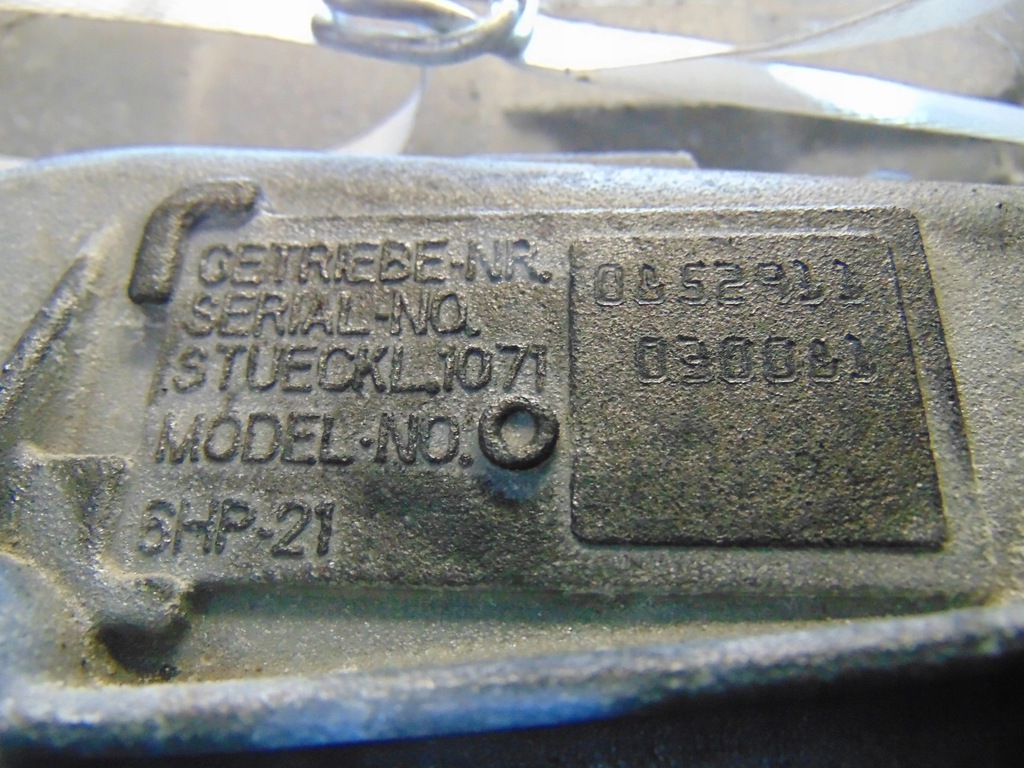 GETRIEBE-NR.
SERIAL-NO.
STUECKL.1071
MODEL-NO.:
6HP-21